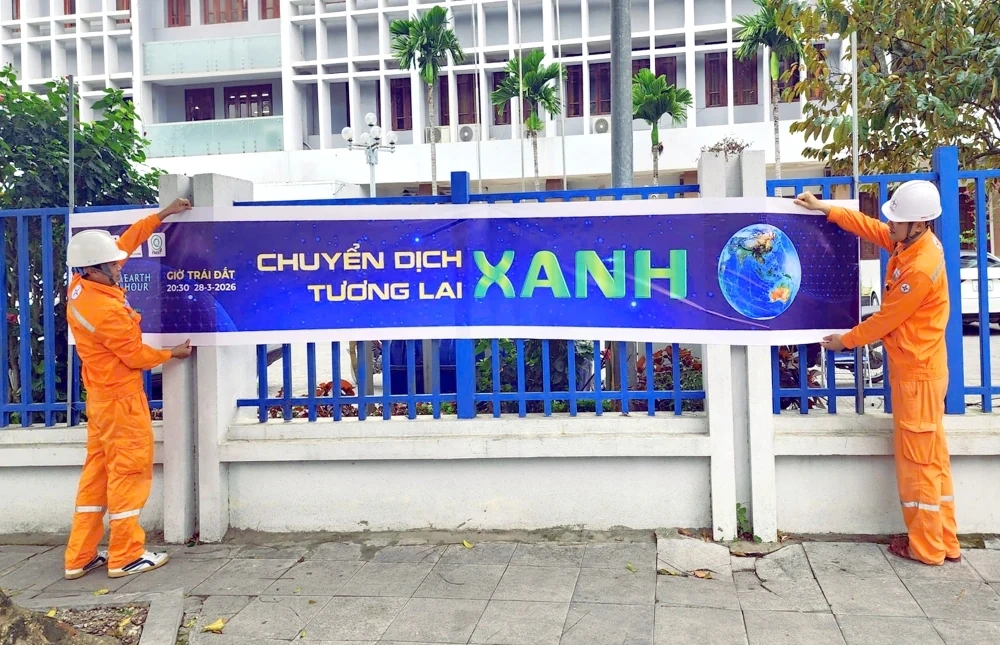 EARTH
HOUR
GIỜ TRÁI ĐẤT
20:30 28-3-2026
CHUYỂN DỊCH
TƯƠNG LAI
XANH